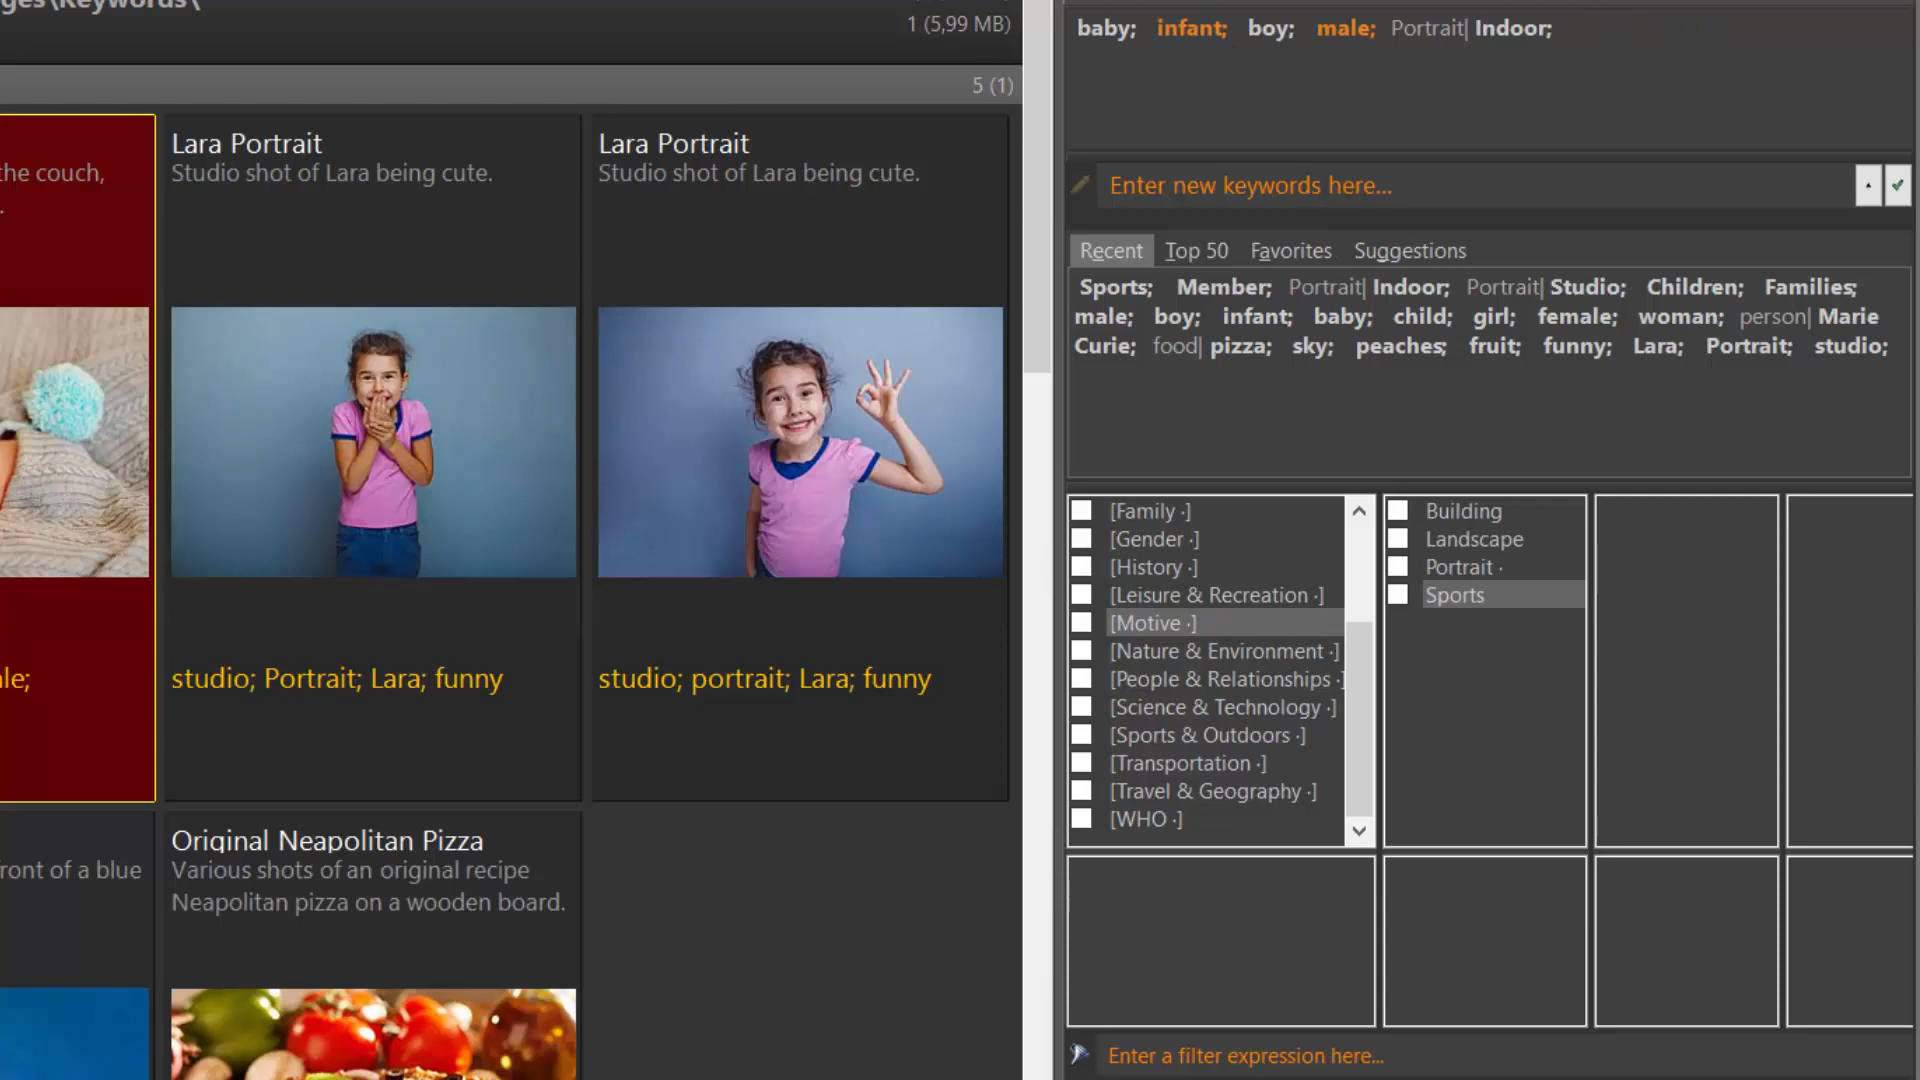 ges\Keywords\
1 (5,99 MB)
5 (1)
the couch,
.
ale;
Lara Portrait
Studio shot of Lara being cute.
studio; Portrait; Lara; funny
Lara Portrait
Studio shot of Lara being cute.
studio; portrait; Lara; funny
ront of a blue
Original Neapolitan Pizza
Various shots of an original recipe
Neapolitan pizza on a wooden board.
baby; infant; boy; male; Portrait| Indoor;
Enter new keywords here...
Recent Top 50 Favorites Suggestions
Sports; Member; Portrait| Indoor; Portrait| Studio; Children; Families;
male; boy; infant; baby; child; girl; female; woman; person| Marie
Curie; food| pizza; sky; peaches; fruit; funny; Lara; Portrait; studio;
[Family ·]
[Gender ·]
[History ·]
[Leisure & Recreation ·]
[Motive ·]
[Nature & Environment ·]
[People & Relationships ·]
[Science & Technology ·]
[Sports & Outdoors ·]
[Transportation ·]
[Travel & Geography ·]
[WHO ·]
Building
Landscape
Portrait ·
Sports
Enter a filter expression here...